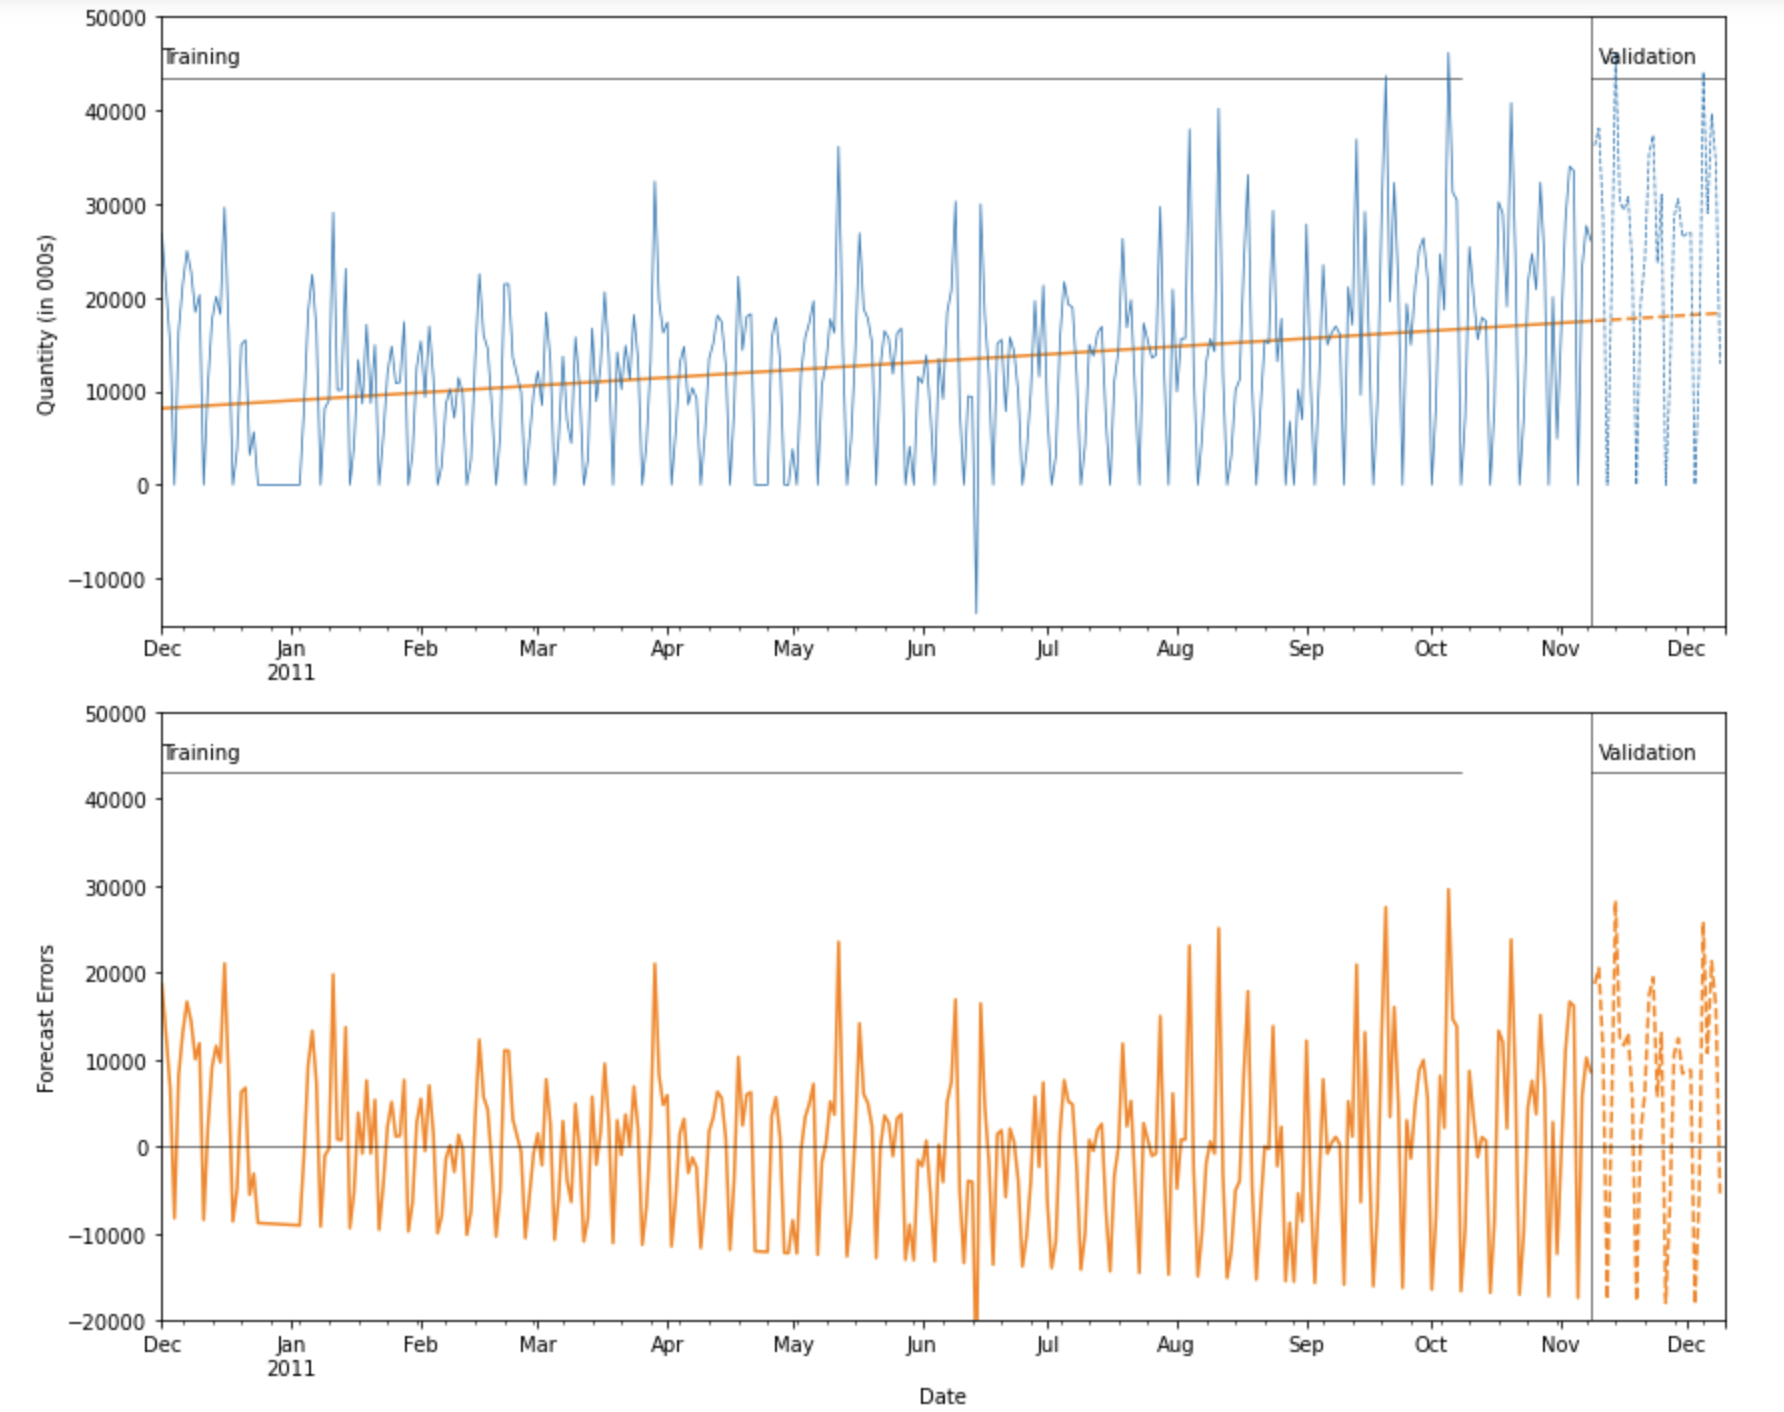 50000
Training
Validation
40000
30000
20000
10000
0
−10000
Quantity (in 000s)
Dec Jan Feb Mar Apr May Jun Jul Aug Sep Oct Nov Dec
2011
50000
Training
Validation
40000
30000
20000
10000
0
−10000
−20000
Forecast Errors
Dec Jan Feb Mar Apr May Jun Jul Aug Sep Oct Nov Dec
2011
Date